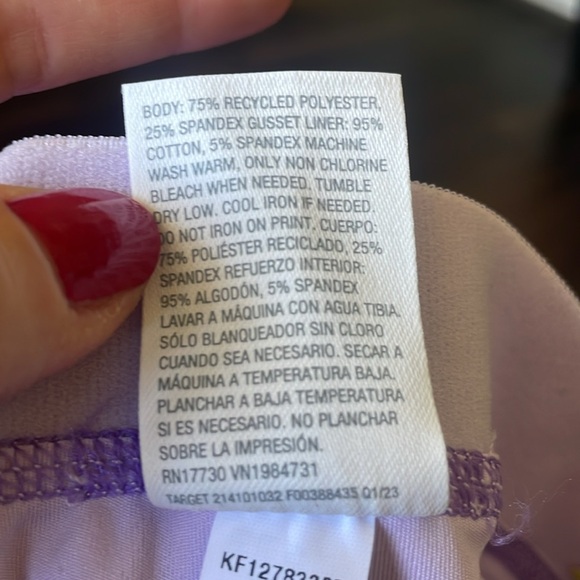 BODY: 75% RECYCLED POLYESTER,
25% SPANDEX GUSSET LINER: 95%
COTTON, 5% SPANDEX MACHINE
WASH WARM, ONLY NON CHLORINE
BLEACH WHEN NEEDED, TUMBLE
DRY LOW. COOL IRON IF NEEDED.
DO NOT IRON ON PRINT. CUERPO:
75% POLIÉSTER RECICLADO, 25%
SPANDEX REFUERZO INTERIOR:
95% ALGODÓN, 5% SPANDEX
LAVAR A MÁQUINA CON AGUA TIBIA.
SÓLO BLANQUEADOR SIN CLORO
CUANDO SEA NECESARIO. SECAR A
MÁQUINA A TEMPERATURA BAJA.
PLANCHAR A BAJA TEMPERATURA
SI ES NECESARIO. NO PLANCHAR
SOBRE LA IMPRESIÓN.
RN17730 VN1984731
TARGET 214101032 F00388435 01/23